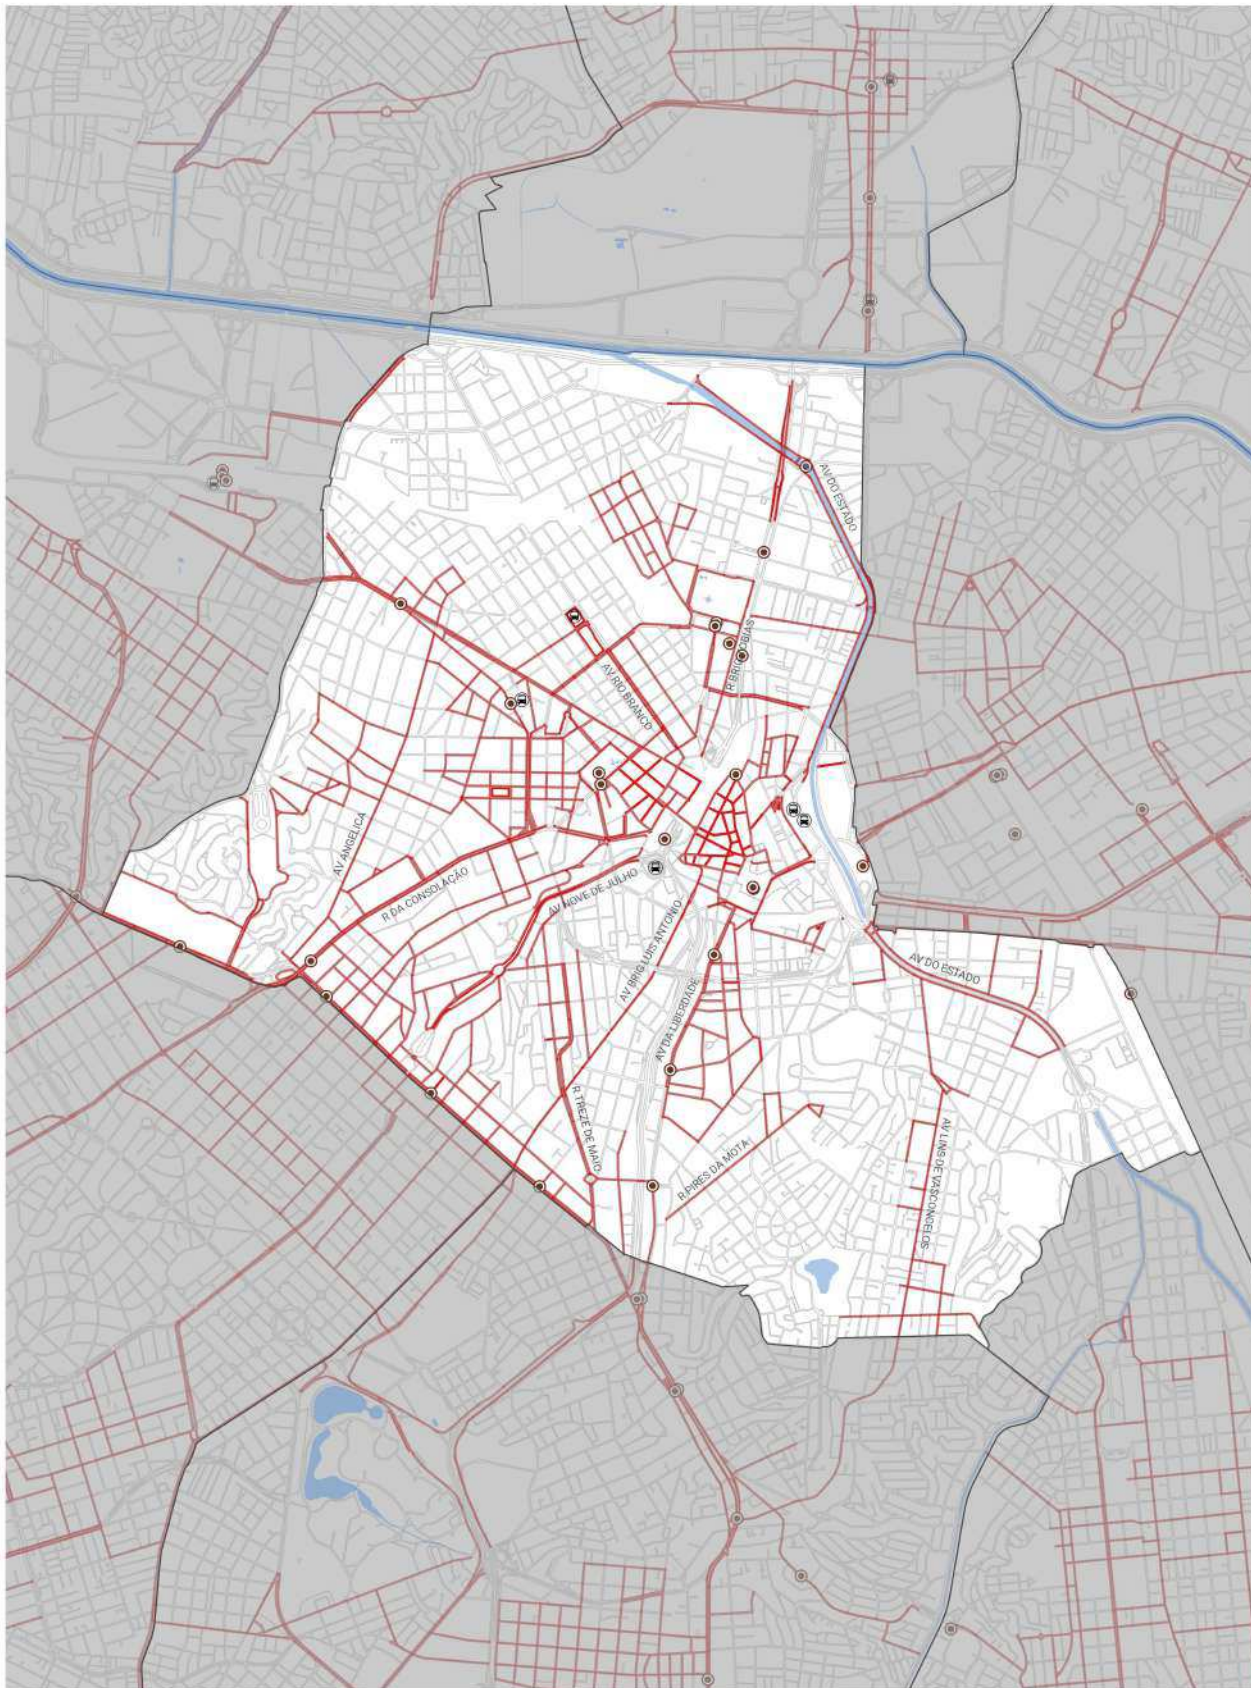 AV DO ESTADO
R BRIG TOBIAS
AV RIO BRANCO
AV ANGELICA
R DA CONSOLAÇÃO
AV NOVE DE JULHO
AV BRIG LUIS ANTONIO
AV DA LIBERDADE
AV DO ESTADO
R TREZE DE MAIO
R PIRES DA MOTA
AV LINS DE VASCONCELOS